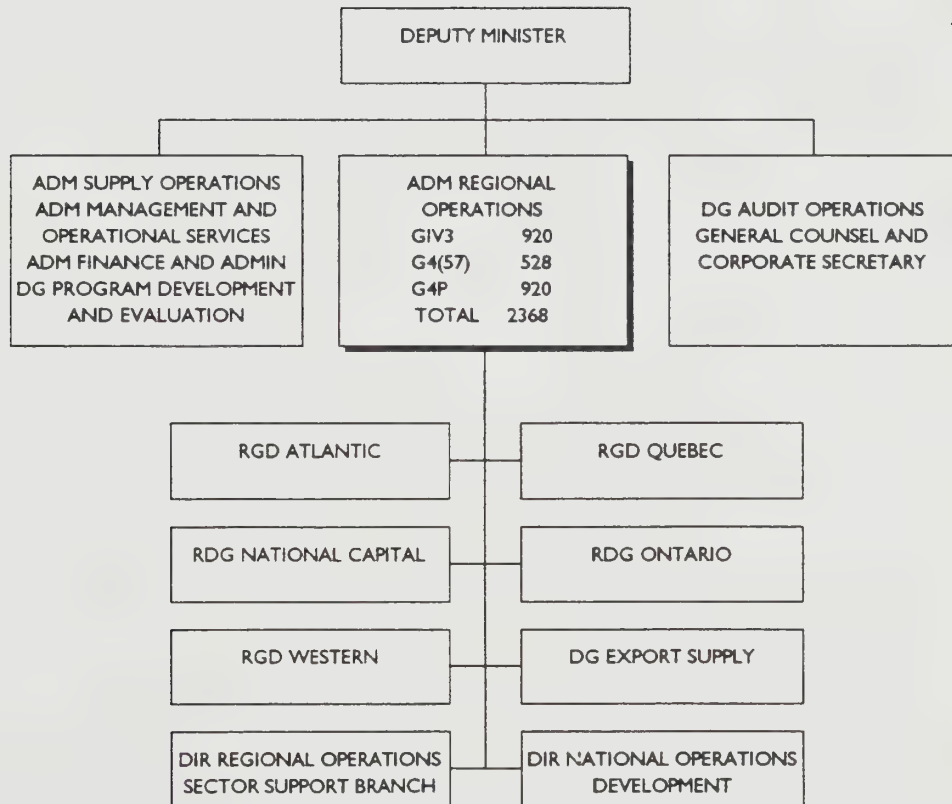 DEPUTY MINISTER
ADM SUPPLY OPERATIONS
ADM MANAGEMENT AND
OPERATIONAL SERVICES
ADM FINANCE AND ADMIN
DG PROGRAM DEVELOPMENT
AND EVALUATION
ADM REGIONAL
OPERATIONS
GIV3 920
G4(57) 528
G4P 920
TOTAL 2368
DG AUDIT OPERATIONS
GENERAL COUNSEL AND
CORPORATE SECRETARY
RGD ATLANTIC
RGD QUEBEC
RDG NATIONAL CAPITAL
RDG ONTARIO
RGD WESTERN
DG EXPORT SUPPLY
DIR REGIONAL OPERATIONS
SECTOR SUPPORT BRANCH
DIR NATIONAL OPERATIONS
DEVELOPMENT